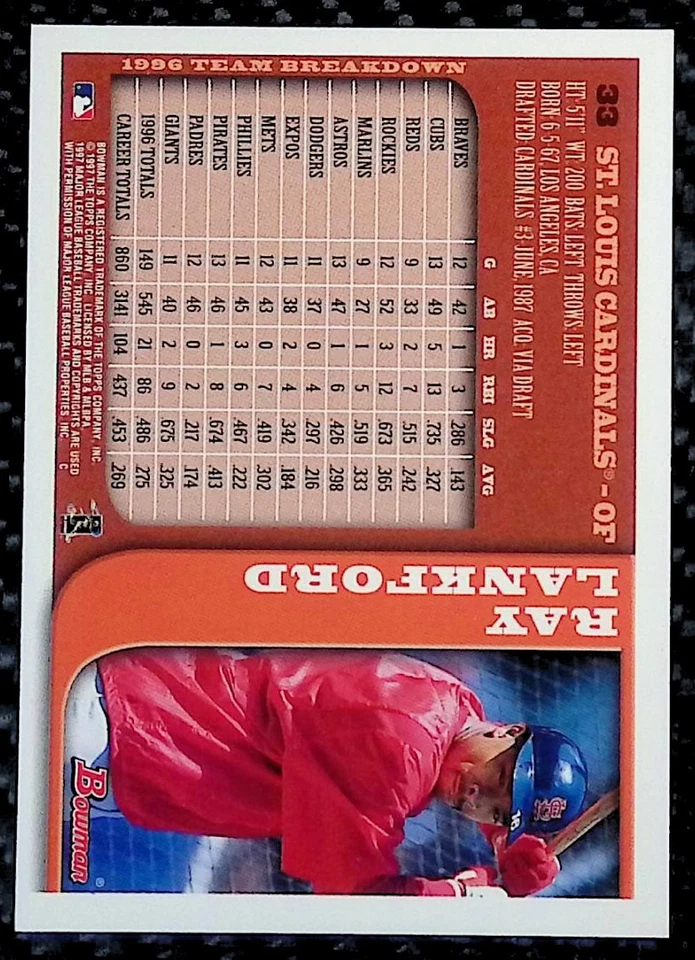 33 ST. LOUIS CARDINALS® - OF
HT-5'11" WT 200 BATS-LEFT THROWS-LEFT
BORN 6-5-67, LOS ANGELES, CA
DRAFTED, CARDINALS #3-JUNE, 1987 ACQ. VIA DRAFT
1996 TEAM BREAKDOWN
G AB HR RBI SLG AVG
BRAVES 12 42 1 3 .286 .143
CUBS 13 49 5 13 .735 .327
REDS 9 33 2 7 .515 .242
ROCKIES 12 52 3 12 .673 .365
MARLINS 9 27 1 5 .519 .333
ASTROS 13 47 1 6 .426 .298
DODGERS 11 37 0 4 .297 .216
EXPOS 11 38 2 4 .342 .184
METS 12 43 0 7 .419 .302
PHILLIES 11 45 3 6 .467 .222
PIRATES 13 46 1 8 .674 .413
PADRES 12 46 0 2 .217 .174
GIANTS 11 40 2 9 .675 .325
1996 TOTALS 149 545 21 86 .486 .275
CAREER TOTALS 860 3141 104 437 .453 .269
BOWMAN IS A REGISTERED TRADEMARK OF THE TOPPS COMPANY, INC.
© 1997 THE TOPPS COMPANY, INC. LICENSED BY MLB & MLBPA
1997 MAJOR LEAGUE BASEBALL TRADEMARKS AND COPYRIGHTS ARE USED
WITH PERMISSION OF MAJOR LEAGUE BASEBALL PROPERTIES, INC. C
RAY
LANKFORD
STL
16
Bowman®